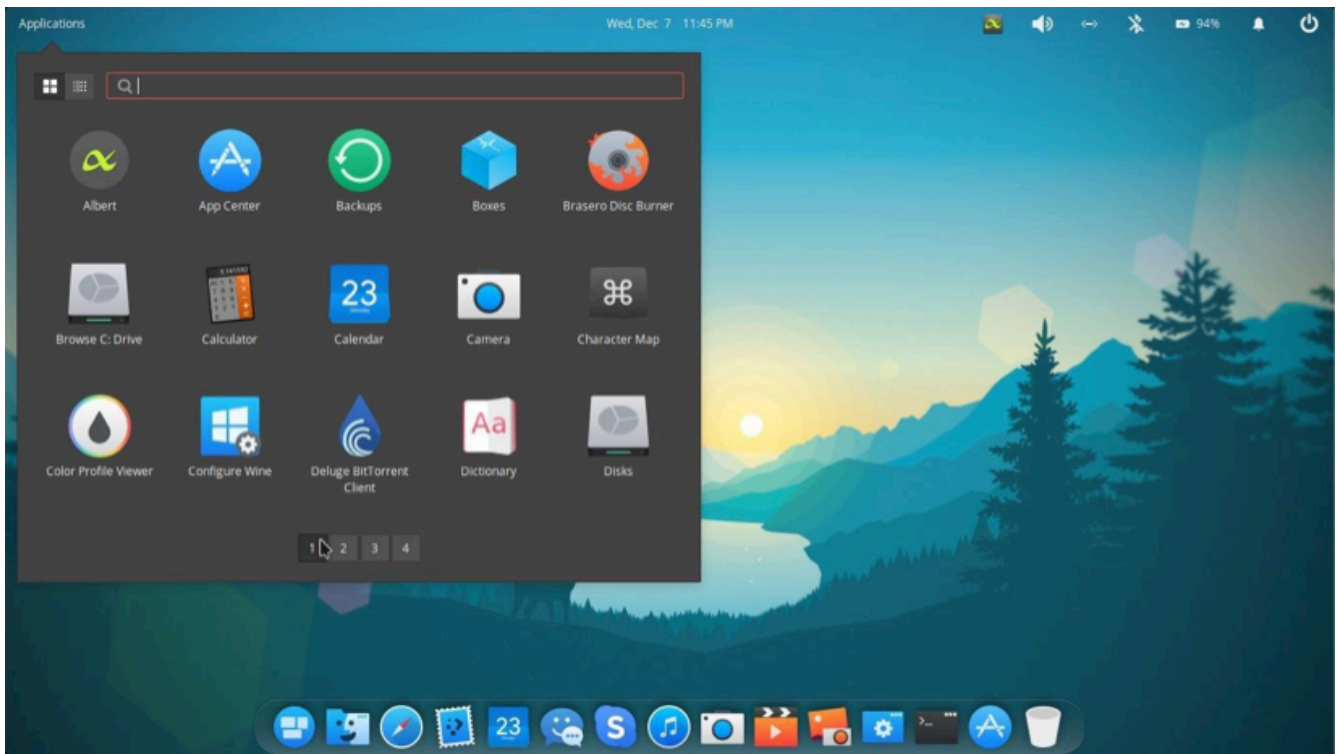 Applications
Wed, Dec 7 11:45 PM
94%
Albert
App Center
Backups
Boxes
Brasero Disc Burner
Browse C: Drive
Calculator
23
Monday
Calendar
Camera
Character Map
Color Profile Viewer
Configure Wine
Deluge BitTorrent
Client
Aa
Dictionary
Disks
1 2 3 4
23